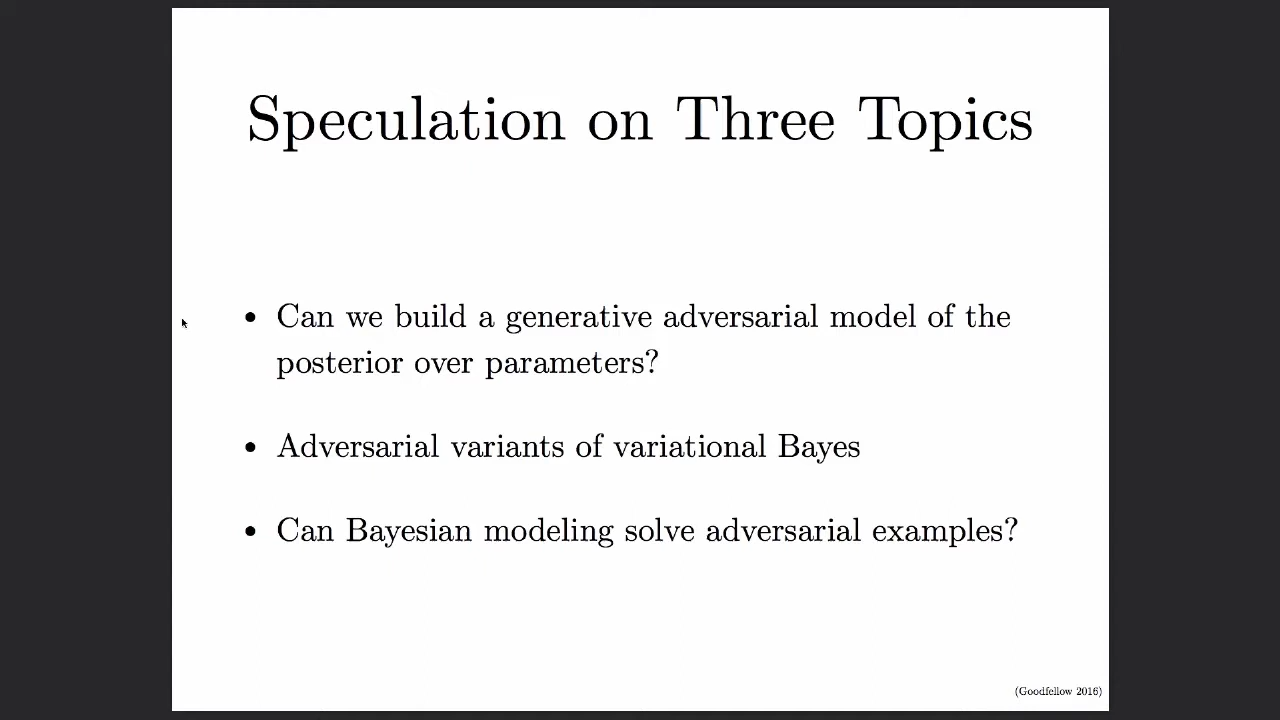 Speculation on Three Topics
• Can we build a generative adversarial model of the
posterior over parameters?
• Adversarial variants of variational Bayes
• Can Bayesian modeling solve adversarial examples?
(Goodfellow 2016)